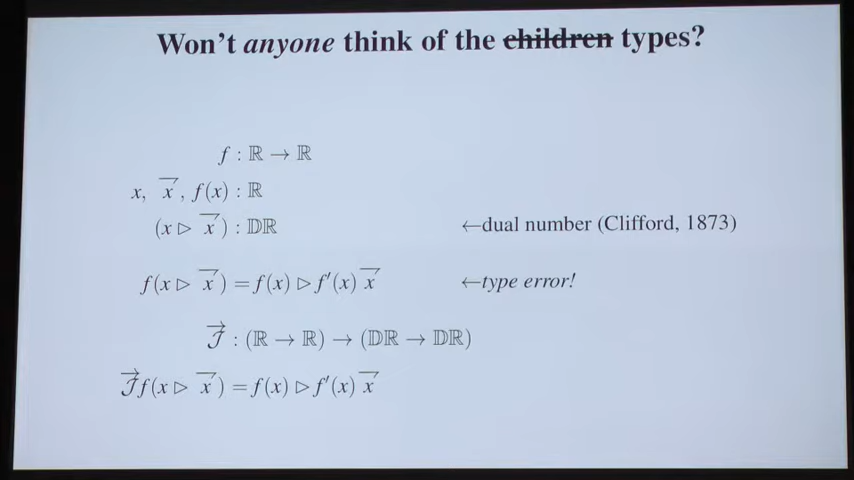 Won't anyone think of the children types?
f : ℝ → ℝ
x, x⃗, f(x) : ℝ
(x ▷ x⃗) : 𝔻ℝ ←dual number (Clifford, 1873)
f(x ▷ x⃗) = f(x) ▷ f′(x) x⃗ ←type error!
𝒥⃗ : (ℝ → ℝ) → (𝔻ℝ → 𝔻ℝ)
𝒥⃗f(x ▷ x⃗) = f(x) ▷ f′(x) x⃗